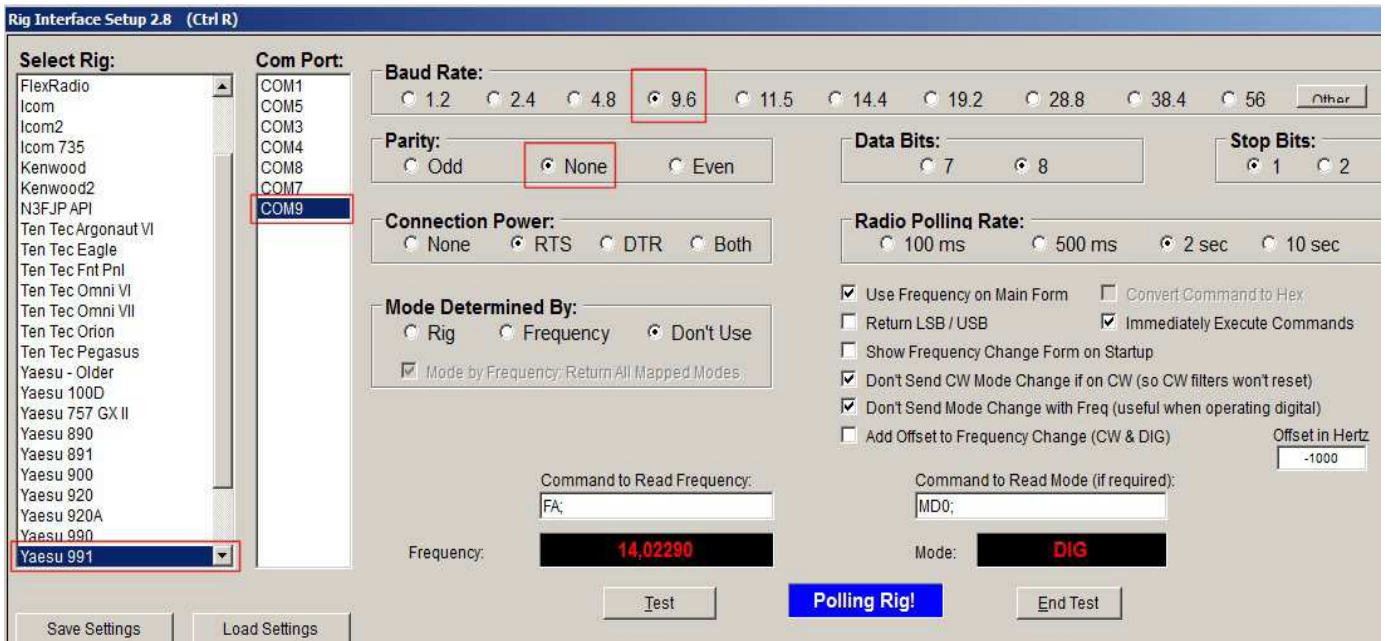 Rig Interface Setup 2.8 (Ctrl R)
Select Rig:
FlexRadio
Icom
Icom2
Icom 735
Kenwood
Kenwood2
N3FJP API
Ten Tec Argonaut VI
Ten Tec Eagle
Ten Tec Fnt Pnl
Ten Tec Omni VI
Ten Tec Omni VII
Ten Tec Orion
Ten Tec Pegasus
Yaesu - Older
Yaesu 100D
Yaesu 757 GX II
Yaesu 890
Yaesu 891
Yaesu 900
Yaesu 920
Yaesu 920A
Yaesu 990
Yaesu 991
Save Settings
Load Settings
Com Port:
COM1
COM5
COM3
COM4
COM8
COM7
COM9
Baud Rate:
1.2 2.4 4.8 9.6 11.5 14.4 19.2 28.8 38.4 56 Other
Parity:
Odd None Even
Data Bits:
7 8
Stop Bits:
1 2
Connection Power:
None RTS DTR Both
Radio Polling Rate:
100 ms 500 ms 2 sec 10 sec
Mode Determined By:
Rig Frequency Don't Use
Mode by Frequency: Return All Mapped Modes
Use Frequency on Main Form Convert Command to Hex
Return LSB / USB Immediately Execute Commands
Show Frequency Change Form on Startup
Don't Send CW Mode Change if on CW (so CW filters won't reset)
Don't Send Mode Change with Freq (useful when operating digital)
Add Offset to Frequency Change (CW & DIG)
Offset in Hertz
-1000
Command to Read Frequency:
FA;
Command to Read Mode (if required):
MD0;
Frequency: 14,02290
Mode: DIG
Test
Polling Rig!
End Test